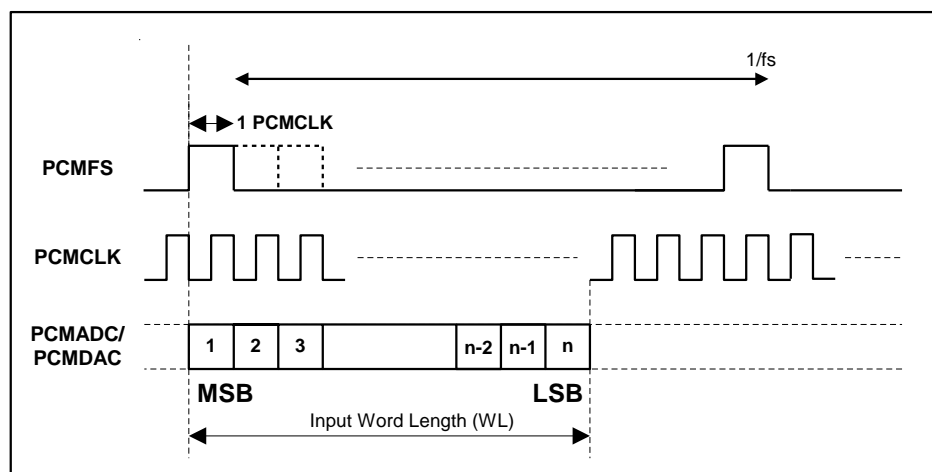 1/fs
1 PCMCLK
PCMFS
PCMCLK
PCMADC/
PCMDAC
1 2 3 n-2 n-1 n
MSB LSB
Input Word Length (WL)